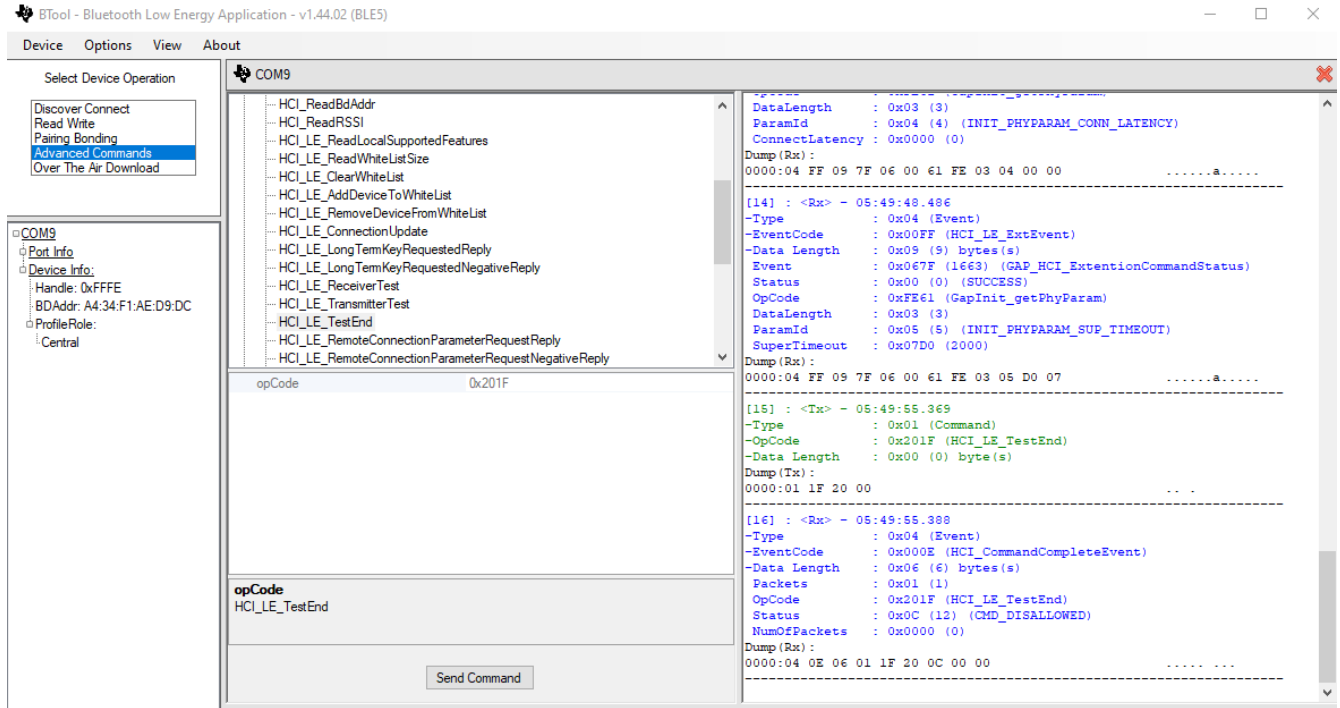 BTool - Bluetooth Low Energy Application - v1.44.02 (BLE5)
Device Options View About
Select Device Operation
Discover Connect
Read Write
Pairing Bonding
Advanced Commands
Over The Air Download
COM9
Port Info
Device Info:
Handle: 0xFFFE
BDAddr: A4:34:F1:AE:D9:DC
ProfileRole:
Central
COM9
HCI_ReadBdAddr
HCI_ReadRSSI
HCI_LE_ReadLocalSupportedFeatures
HCI_LE_ReadWhiteListSize
HCI_LE_ClearWhiteList
HCI_LE_AddDeviceToWhiteList
HCI_LE_RemoveDeviceFromWhiteList
HCI_LE_ConnectionUpdate
HCI_LE_LongTermKeyRequestedReply
HCI_LE_LongTermKeyRequestedNegativeReply
HCI_LE_ReceiverTest
HCI_LE_TransmitterTest
HCI_LE_TestEnd
HCI_LE_RemoteConnectionParameterRequestReply
HCI_LE_RemoteConnectionParameterRequestNegativeReply
opCode 0x201F
opCode
HCI_LE_TestEnd
Send Command
DataLength : 0x03 (3)
ParamId : 0x04 (4) (INIT_PHYPARAM_CONN_LATENCY)
ConnectLatency : 0x0000 (0)
Dump(Rx):
0000:04 FF 09 7F 06 00 61 FE 03 04 00 00 ......a.....
--------------------------------------------------------------------------------
[14] : <Rx> - 05:49:48.486
-Type : 0x04 (Event)
-EventCode : 0x00FF (HCI_LE_ExtEvent)
-Data Length : 0x09 (9) bytes(s)
Event : 0x067F (1663) (GAP_HCI_ExtentionCommandStatus)
Status : 0x00 (0) (SUCCESS)
OpCode : 0xFE61 (GapInit_getPhyParam)
DataLength : 0x03 (3)
ParamId : 0x05 (5) (INIT_PHYPARAM_SUP_TIMEOUT)
SuperTimeout : 0x07D0 (2000)
Dump(Rx):
0000:04 FF 09 7F 06 00 61 FE 03 05 D0 07 ......a.....
--------------------------------------------------------------------------------
[15] : <Tx> - 05:49:55.369
-Type : 0x01 (Command)
-OpCode : 0x201F (HCI_LE_TestEnd)
-Data Length : 0x00 (0) byte(s)
Dump(Tx):
0000:01 1F 20 00 .. .
--------------------------------------------------------------------------------
[16] : <Rx> - 05:49:55.388
-Type : 0x04 (Event)
-EventCode : 0x000E (HCI_CommandCompleteEvent)
-Data Length : 0x06 (6) bytes(s)
Packets : 0x01 (1)
OpCode : 0x201F (HCI_LE_TestEnd)
Status : 0x0C (12) (CMD_DISALLOWED)
NumOfPackets : 0x0000 (0)
Dump(Rx):
0000:04 0E 06 01 1F 20 0C 00 00 ..... ...
--------------------------------------------------------------------------------